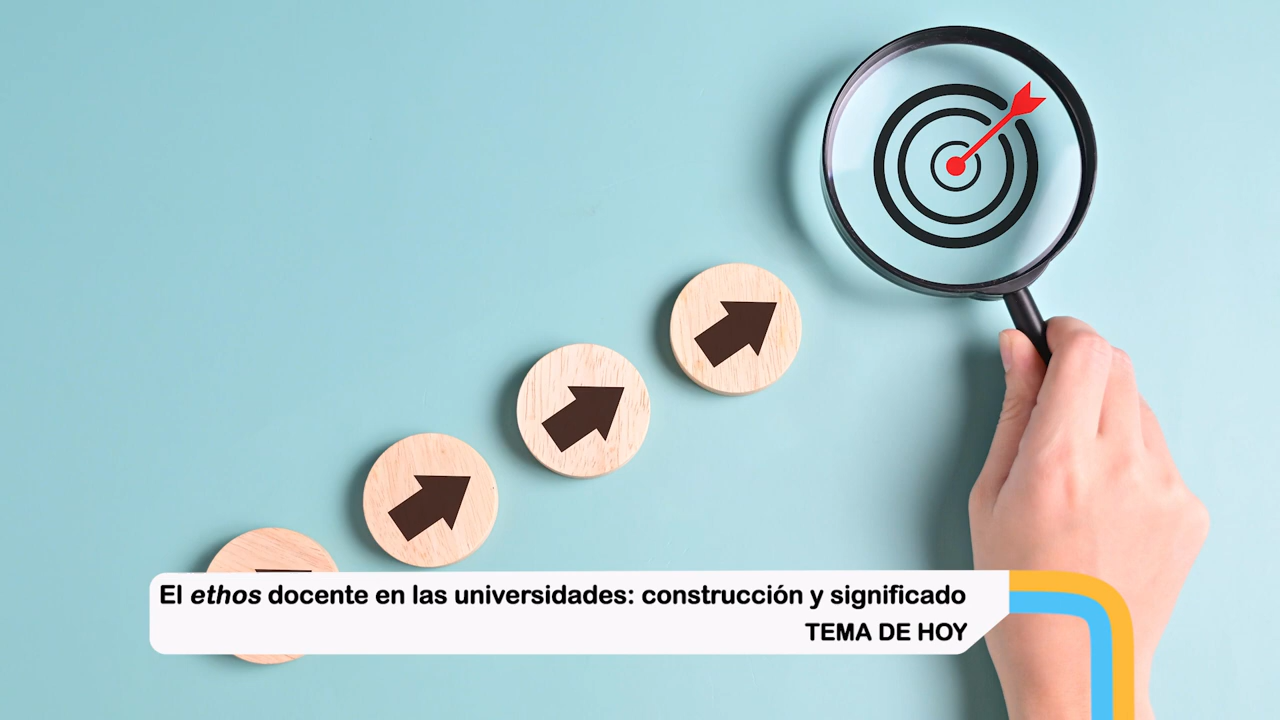 El ethos docente en las universidades: construcción y significado
TEMA DE HOY